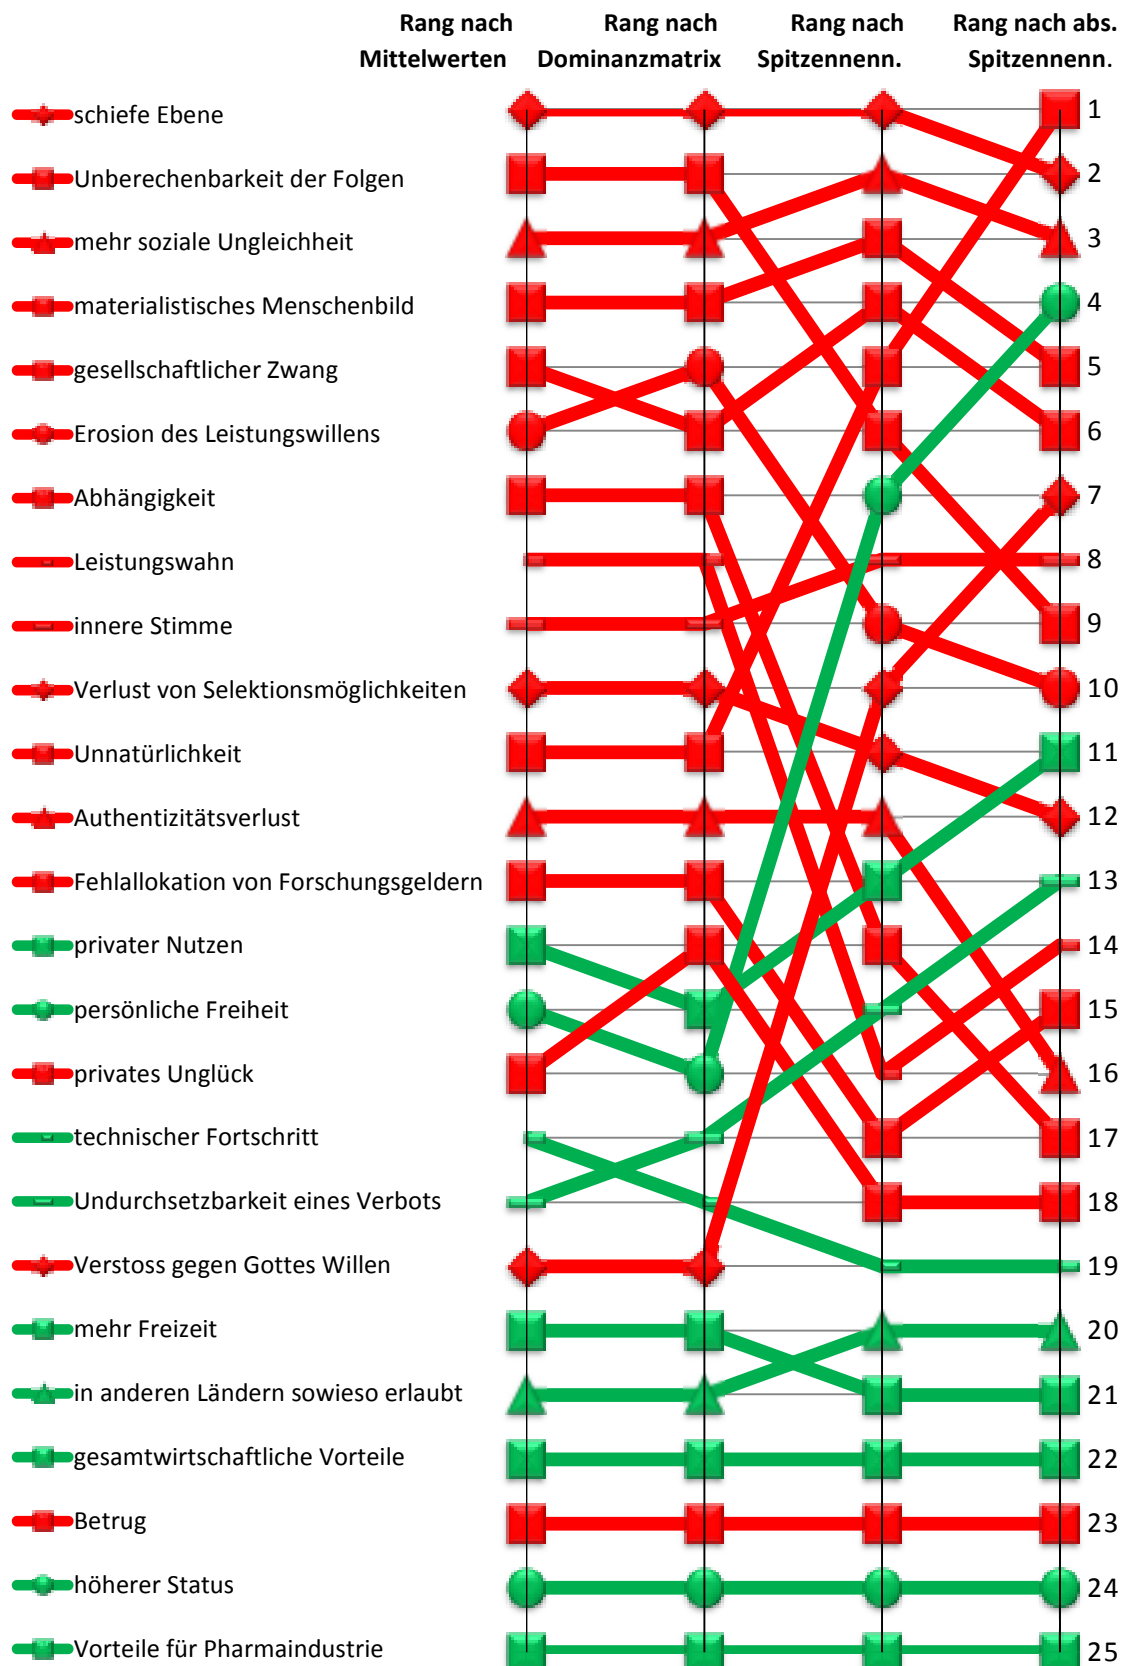 Rang nach Rang nach Rang nach Rang nach abs.
Mittelwerten Dominanzmatrix Spitzennenn. Spitzennenn.
schiefe Ebene 1
Unberechenbarkeit der Folgen 2
mehr soziale Ungleichheit 3
materialistisches Menschenbild 4
gesellschaftlicher Zwang 5
Erosion des Leistungswillens 6
Abhängigkeit 7
Leistungswahn 8
innere Stimme 9
Verlust von Selektionsmöglichkeiten 10
Unnatürlichkeit 11
Authentizitätsverlust 12
Fehlallokation von Forschungsgeldern 13
privater Nutzen 14
persönliche Freiheit 15
privates Unglück 16
technischer Fortschritt 17
Undurchsetzbarkeit eines Verbots 18
Verstoss gegen Gottes Willen 19
mehr Freizeit 20
in anderen Ländern sowieso erlaubt 21
gesamtwirtschaftliche Vorteile 22
Betrug 23
höherer Status 24
Vorteile für Pharmaindustrie 25